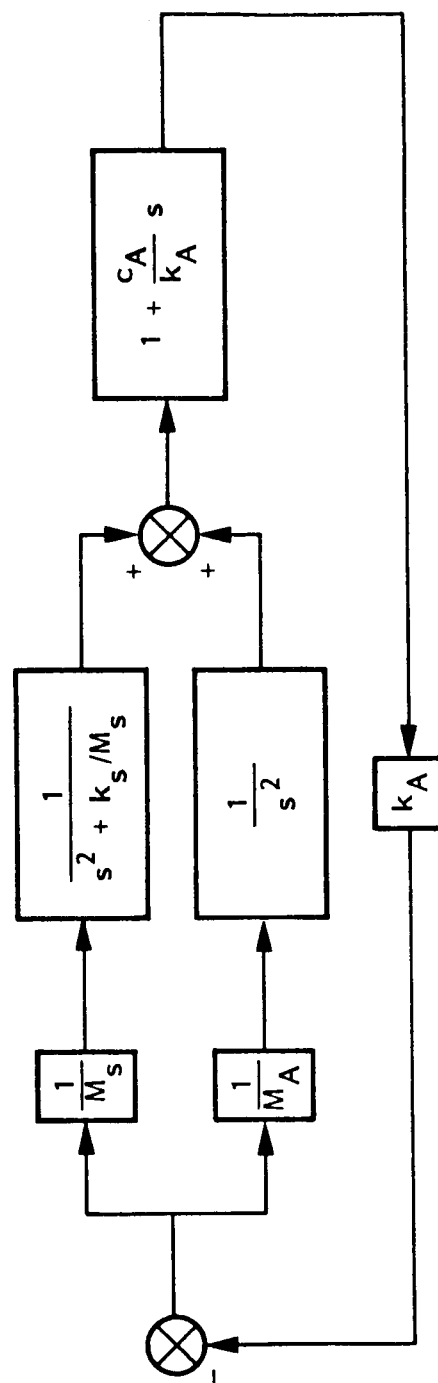 −
1/M_s
1/(s^2 + k_s/M_s)
+
1 + c_A/k_A s
+
1/M_A
1/s^2
k_A